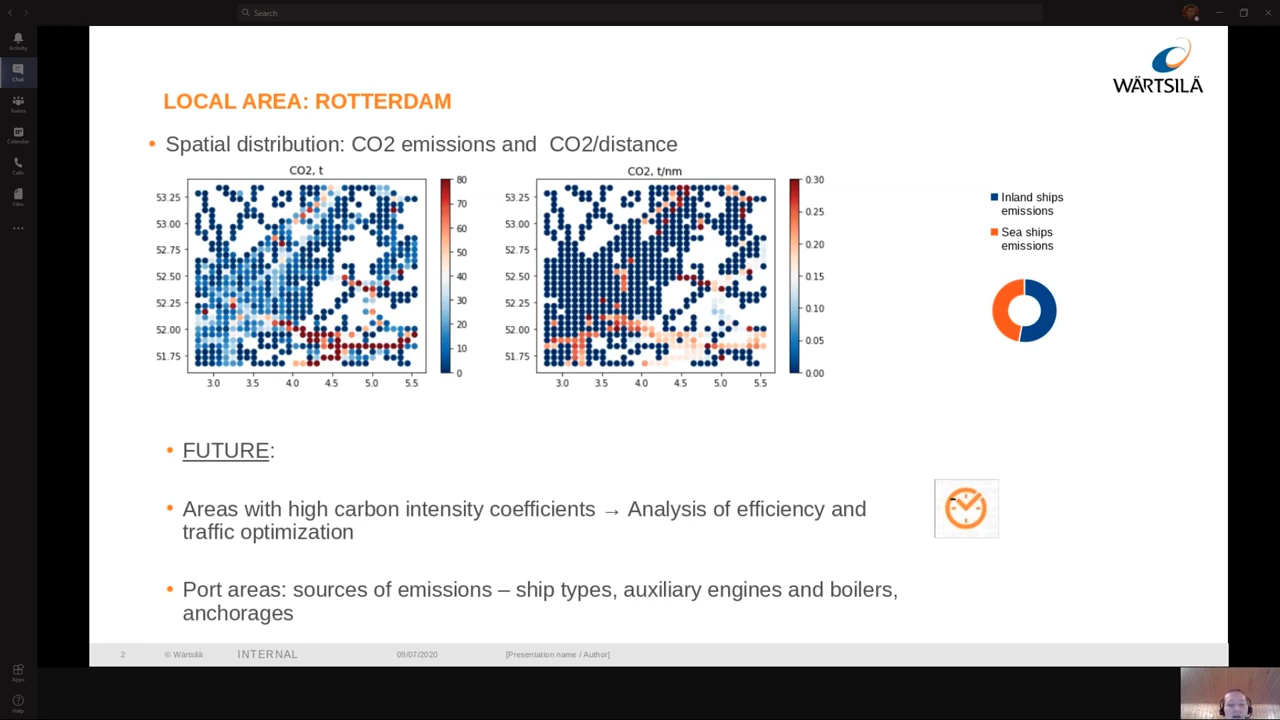 Search
Activity
Chat
Teams
Calendar
Calls
Files
Apps
Help
WÄRTSILÄ
LOCAL AREA: ROTTERDAM
• Spatial distribution: CO2 emissions and CO2/distance
CO2, t
53.25
53.00
52.75
52.50
52.25
52.00
51.75
3.0 3.5 4.0 4.5 5.0 5.5
80
70
60
50
40
30
20
10
0
CO2, t/nm
53.25
53.00
52.75
52.50
52.25
52.00
51.75
3.0 3.5 4.0 4.5 5.0 5.5
0.30
0.25
0.20
0.15
0.10
0.05
0.00
Inland ships
emissions
Sea ships
emissions
• FUTURE:
• Areas with high carbon intensity coefficients → Analysis of efficiency and
traffic optimization
• Port areas: sources of emissions – ship types, auxiliary engines and boilers,
anchorages
2 © Wärtsilä INTERNAL 09/07/2020 [Presentation name / Author]